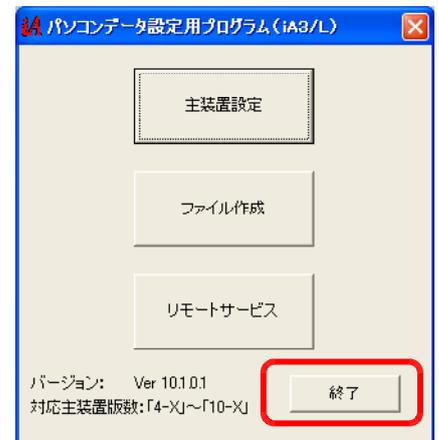 iA パソコンデータ設定用プログラム(iA3/L)
主装置設定
ファイル作成
リモートサービス
バージョン: Ver 10.1.0.1
対応主装置版数:「4-X」～「10-X」
終了